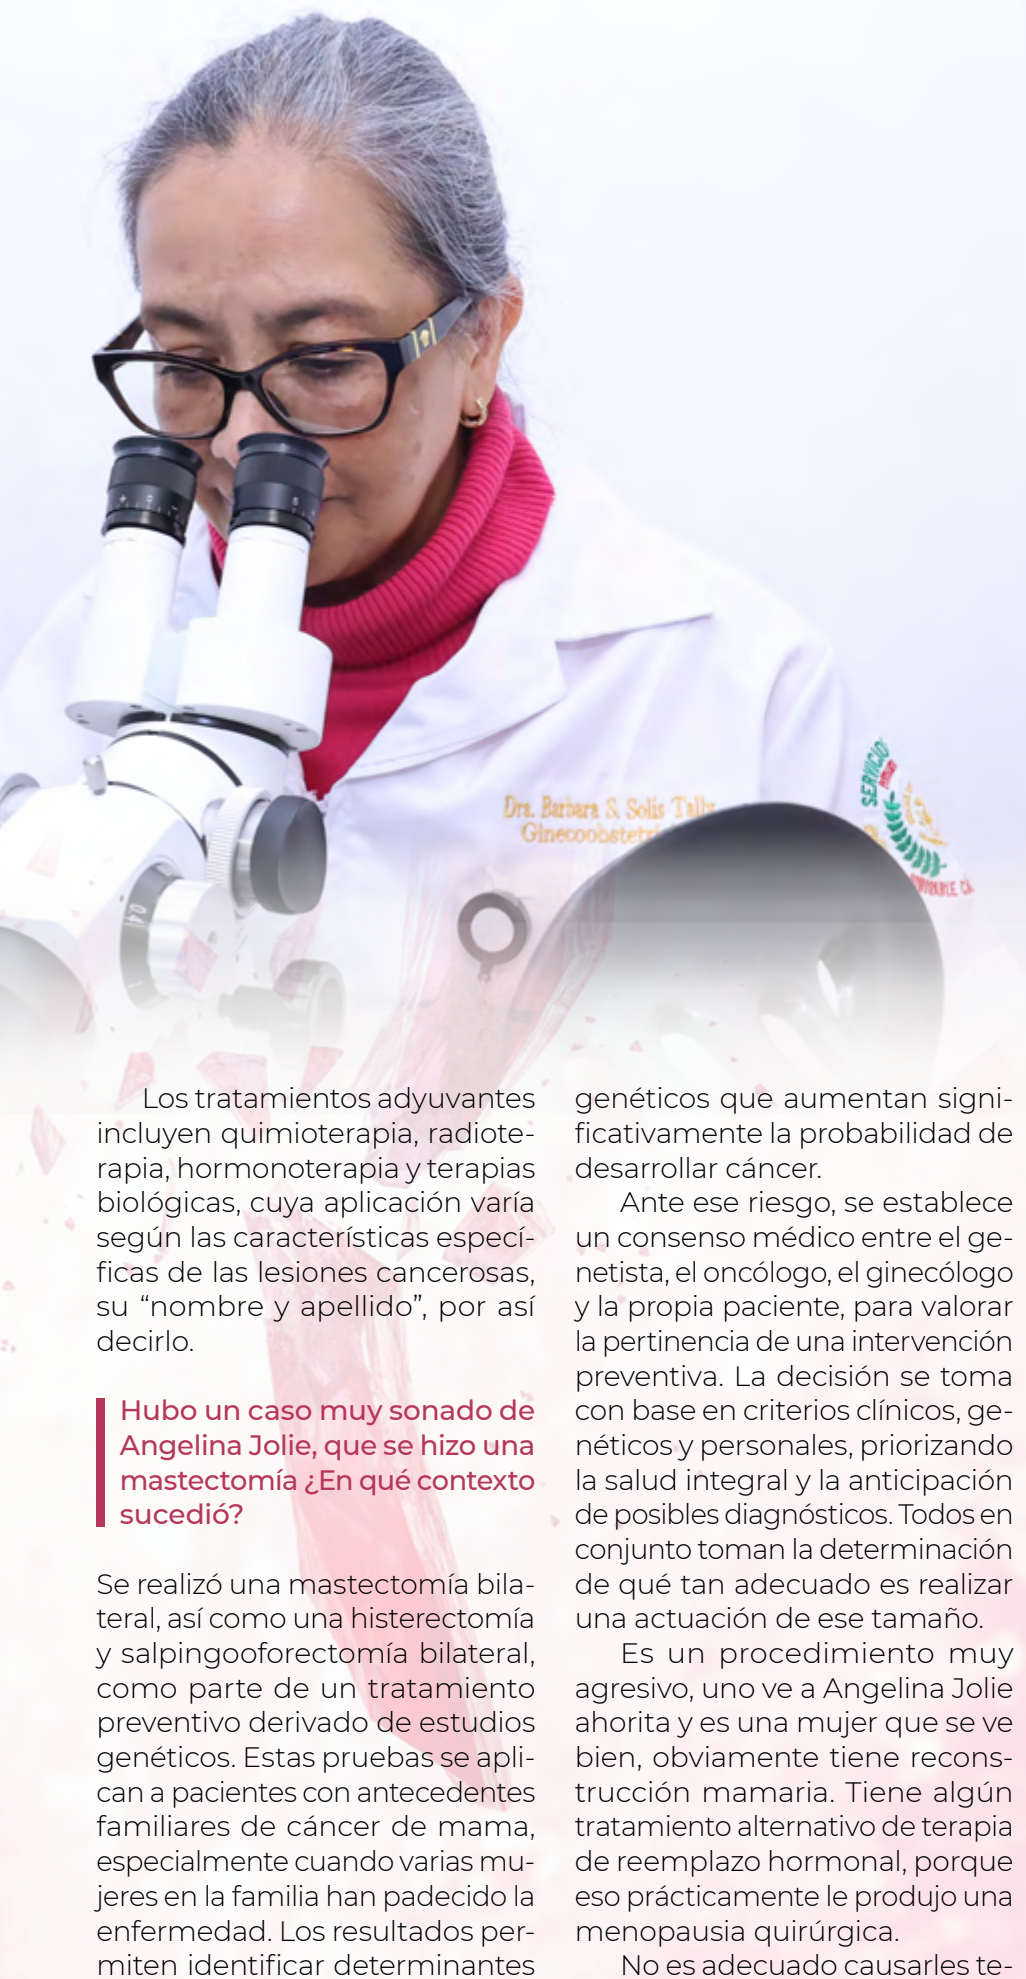 Dra. Barbara S. Solis
SERVICIOS
0.4
Los tratamientos adyuvantes
incluyen quimioterapia, radiote-
rapia, hormonoterapia y terapias
biológicas, cuya aplicación varía
según las características especí-
ficas de las lesiones cancerosas,
su “nombre y apellido”, por así
decirlo.
Hubo un caso muy sonado de
Angelina Jolie, que se hizo una
mastectomía ¿En qué contexto
sucedió?
Se realizó una mastectomía bila-
teral, así como una histerectomía
y salpingooforectomía bilateral,
como parte de un tratamiento
preventivo derivado de estudios
genéticos. Estas pruebas se apli-
can a pacientes con antecedentes
familiares de cáncer de mama,
especialmente cuando varias mu-
jeres en la familia han padecido la
enfermedad. Los resultados per-
miten identificar determinantes
genéticos que aumentan signi-
ficativamente la probabilidad de
desarrollar cáncer.
Ante ese riesgo, se establece
un consenso médico entre el ge-
netista, el oncólogo, el ginecólogo
y la propia paciente, para valorar
la pertinencia de una intervención
preventiva. La decisión se toma
con base en criterios clínicos, ge-
néticos y personales, priorizando
la salud integral y la anticipación
de posibles diagnósticos. Todos en
conjunto toman la determinación
de qué tan adecuado es realizar
una actuación de ese tamaño.
Es un procedimiento muy
agresivo, uno ve a Angelina Jolie
ahorita y es una mujer que se ve
bien, obviamente tiene recons-
trucción mamaria. Tiene algún
tratamiento alternativo de terapia
de reemplazo hormonal, porque
eso prácticamente le produjo una
menopausia quirúrgica.
No es adecuado causarles te-